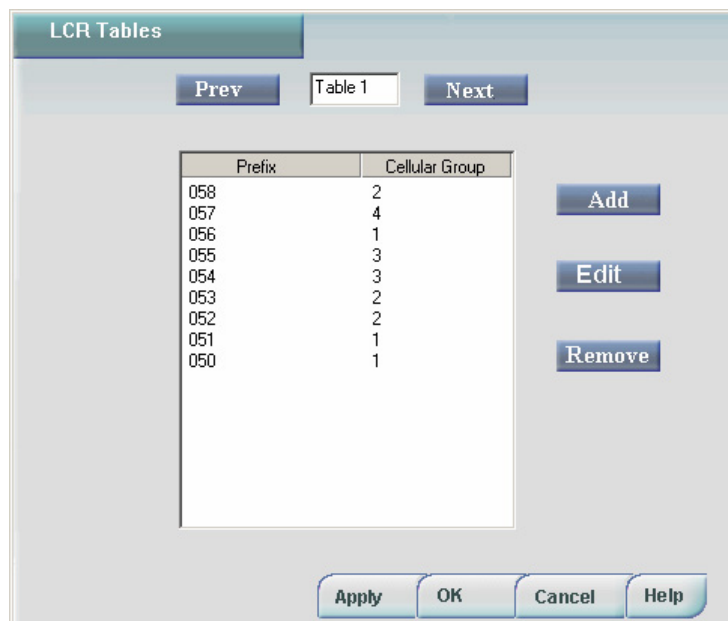 LCR Tables
Prev Table 1 Next
Prefix Cellular Group
058 2
057 4
056 1
055 3
054 3
053 2
052 2
051 1
050 1
Add
Edit
Remove
Apply OK Cancel Help